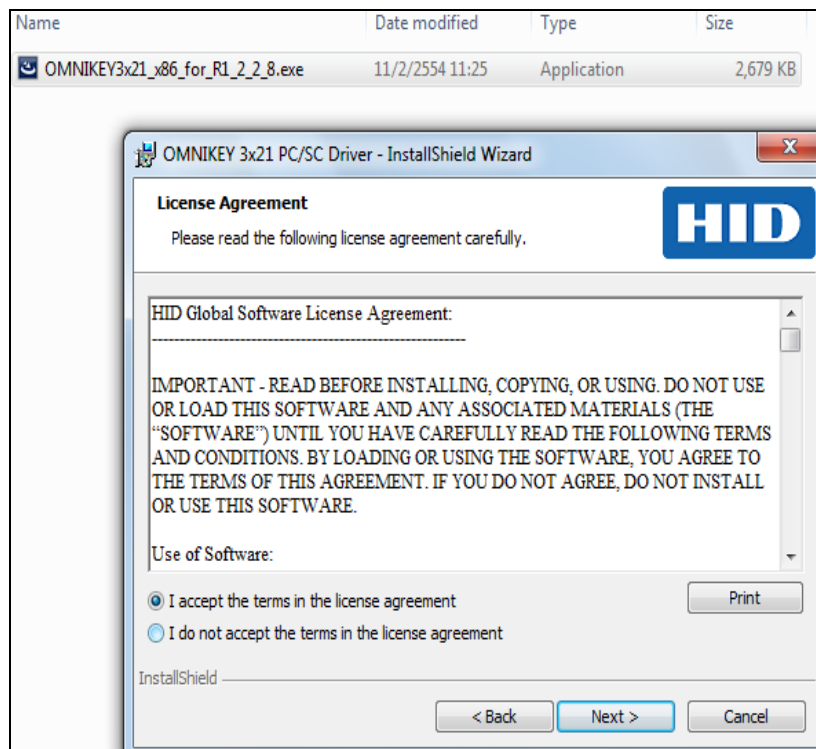 Name Date modified Type Size
OMNIKEY3x21_x86_for_R1_2_2_8.exe 11/2/2554 11:25 Application 2,679 KB
OMNIKEY 3x21 PC/SC Driver - InstallShield Wizard
License Agreement
Please read the following license agreement carefully.
HID
HID Global Software License Agreement:
----------------------------------------------------------
IMPORTANT - READ BEFORE INSTALLING, COPYING, OR USING. DO NOT USE
OR LOAD THIS SOFTWARE AND ANY ASSOCIATED MATERIALS (THE
“SOFTWARE”) UNTIL YOU HAVE CAREFULLY READ THE FOLLOWING TERMS
AND CONDITIONS. BY LOADING OR USING THE SOFTWARE, YOU AGREE TO
THE TERMS OF THIS AGREEMENT. IF YOU DO NOT AGREE, DO NOT INSTALL
OR USE THIS SOFTWARE.
Use of Software:
I accept the terms in the license agreement
Print
I do not accept the terms in the license agreement
InstallShield
< Back Next > Cancel